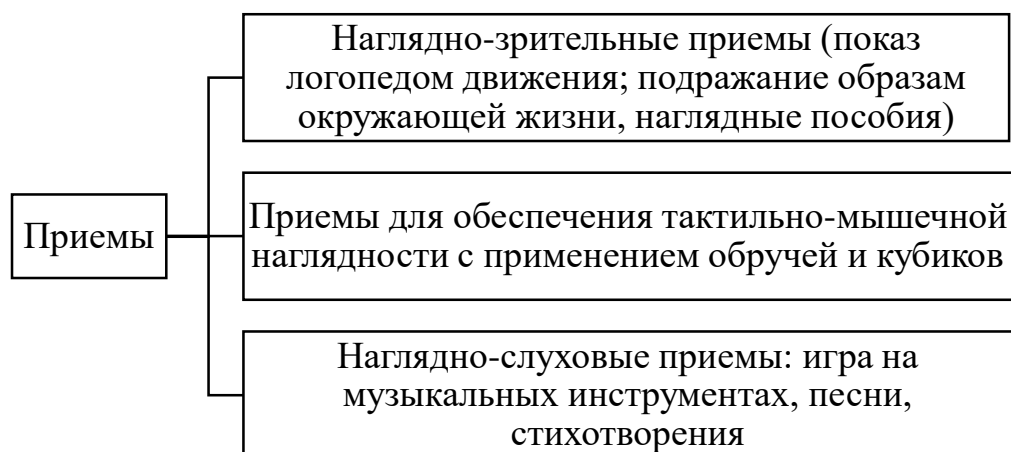 Наглядно-зрительные приемы (показ
логопедом движения; подражание образам
окружающей жизни, наглядные пособия)
Приемы
Приемы для обеспечения тактильно-мышечной
наглядности с применением обручей и кубиков
Наглядно-слуховые приемы: игра на
музыкальных инструментах, песни,
стихотворения